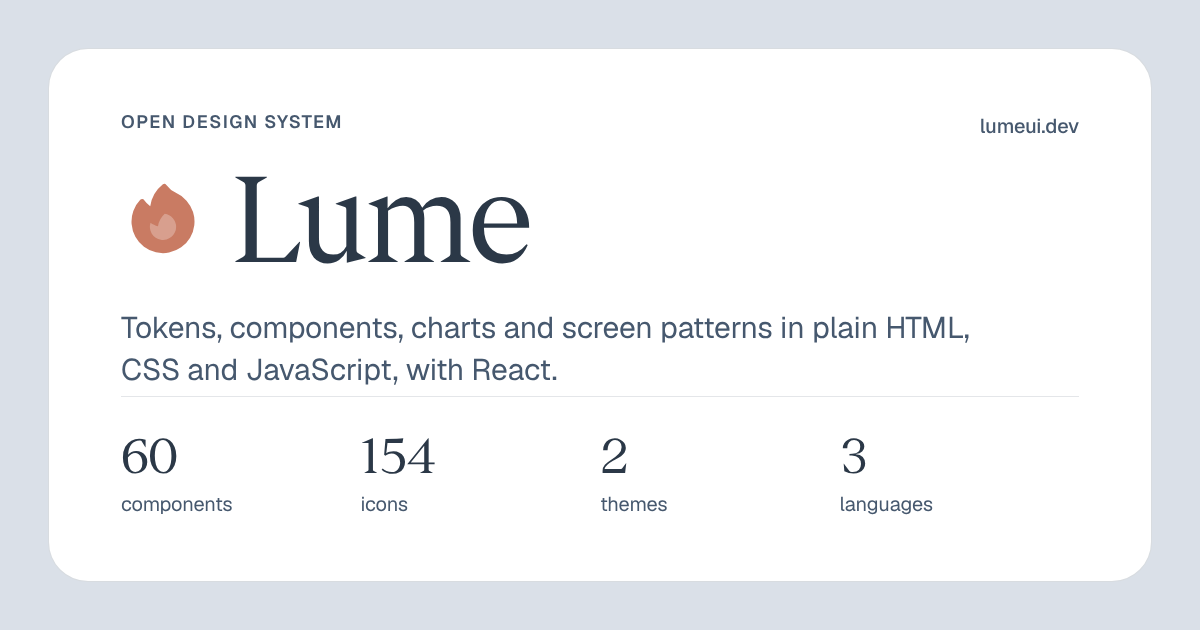 OPEN DESIGN SYSTEM
lumeui.dev
Lume
Tokens, components, charts and screen patterns in plain HTML,
CSS and JavaScript, with React.
60
components
154
icons
2
themes
3
languages